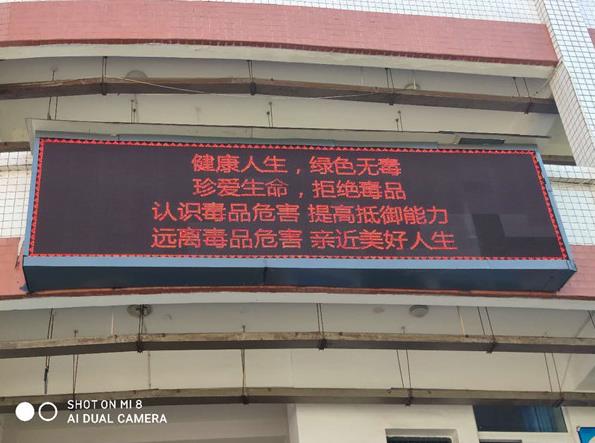 健康人生，绿色无毒
珍爱生命，拒绝毒品
认识毒品危害 提高抵御能力
远离毒品危害 亲近美好人生
SHOT ON MI 8
AI DUAL CAMERA